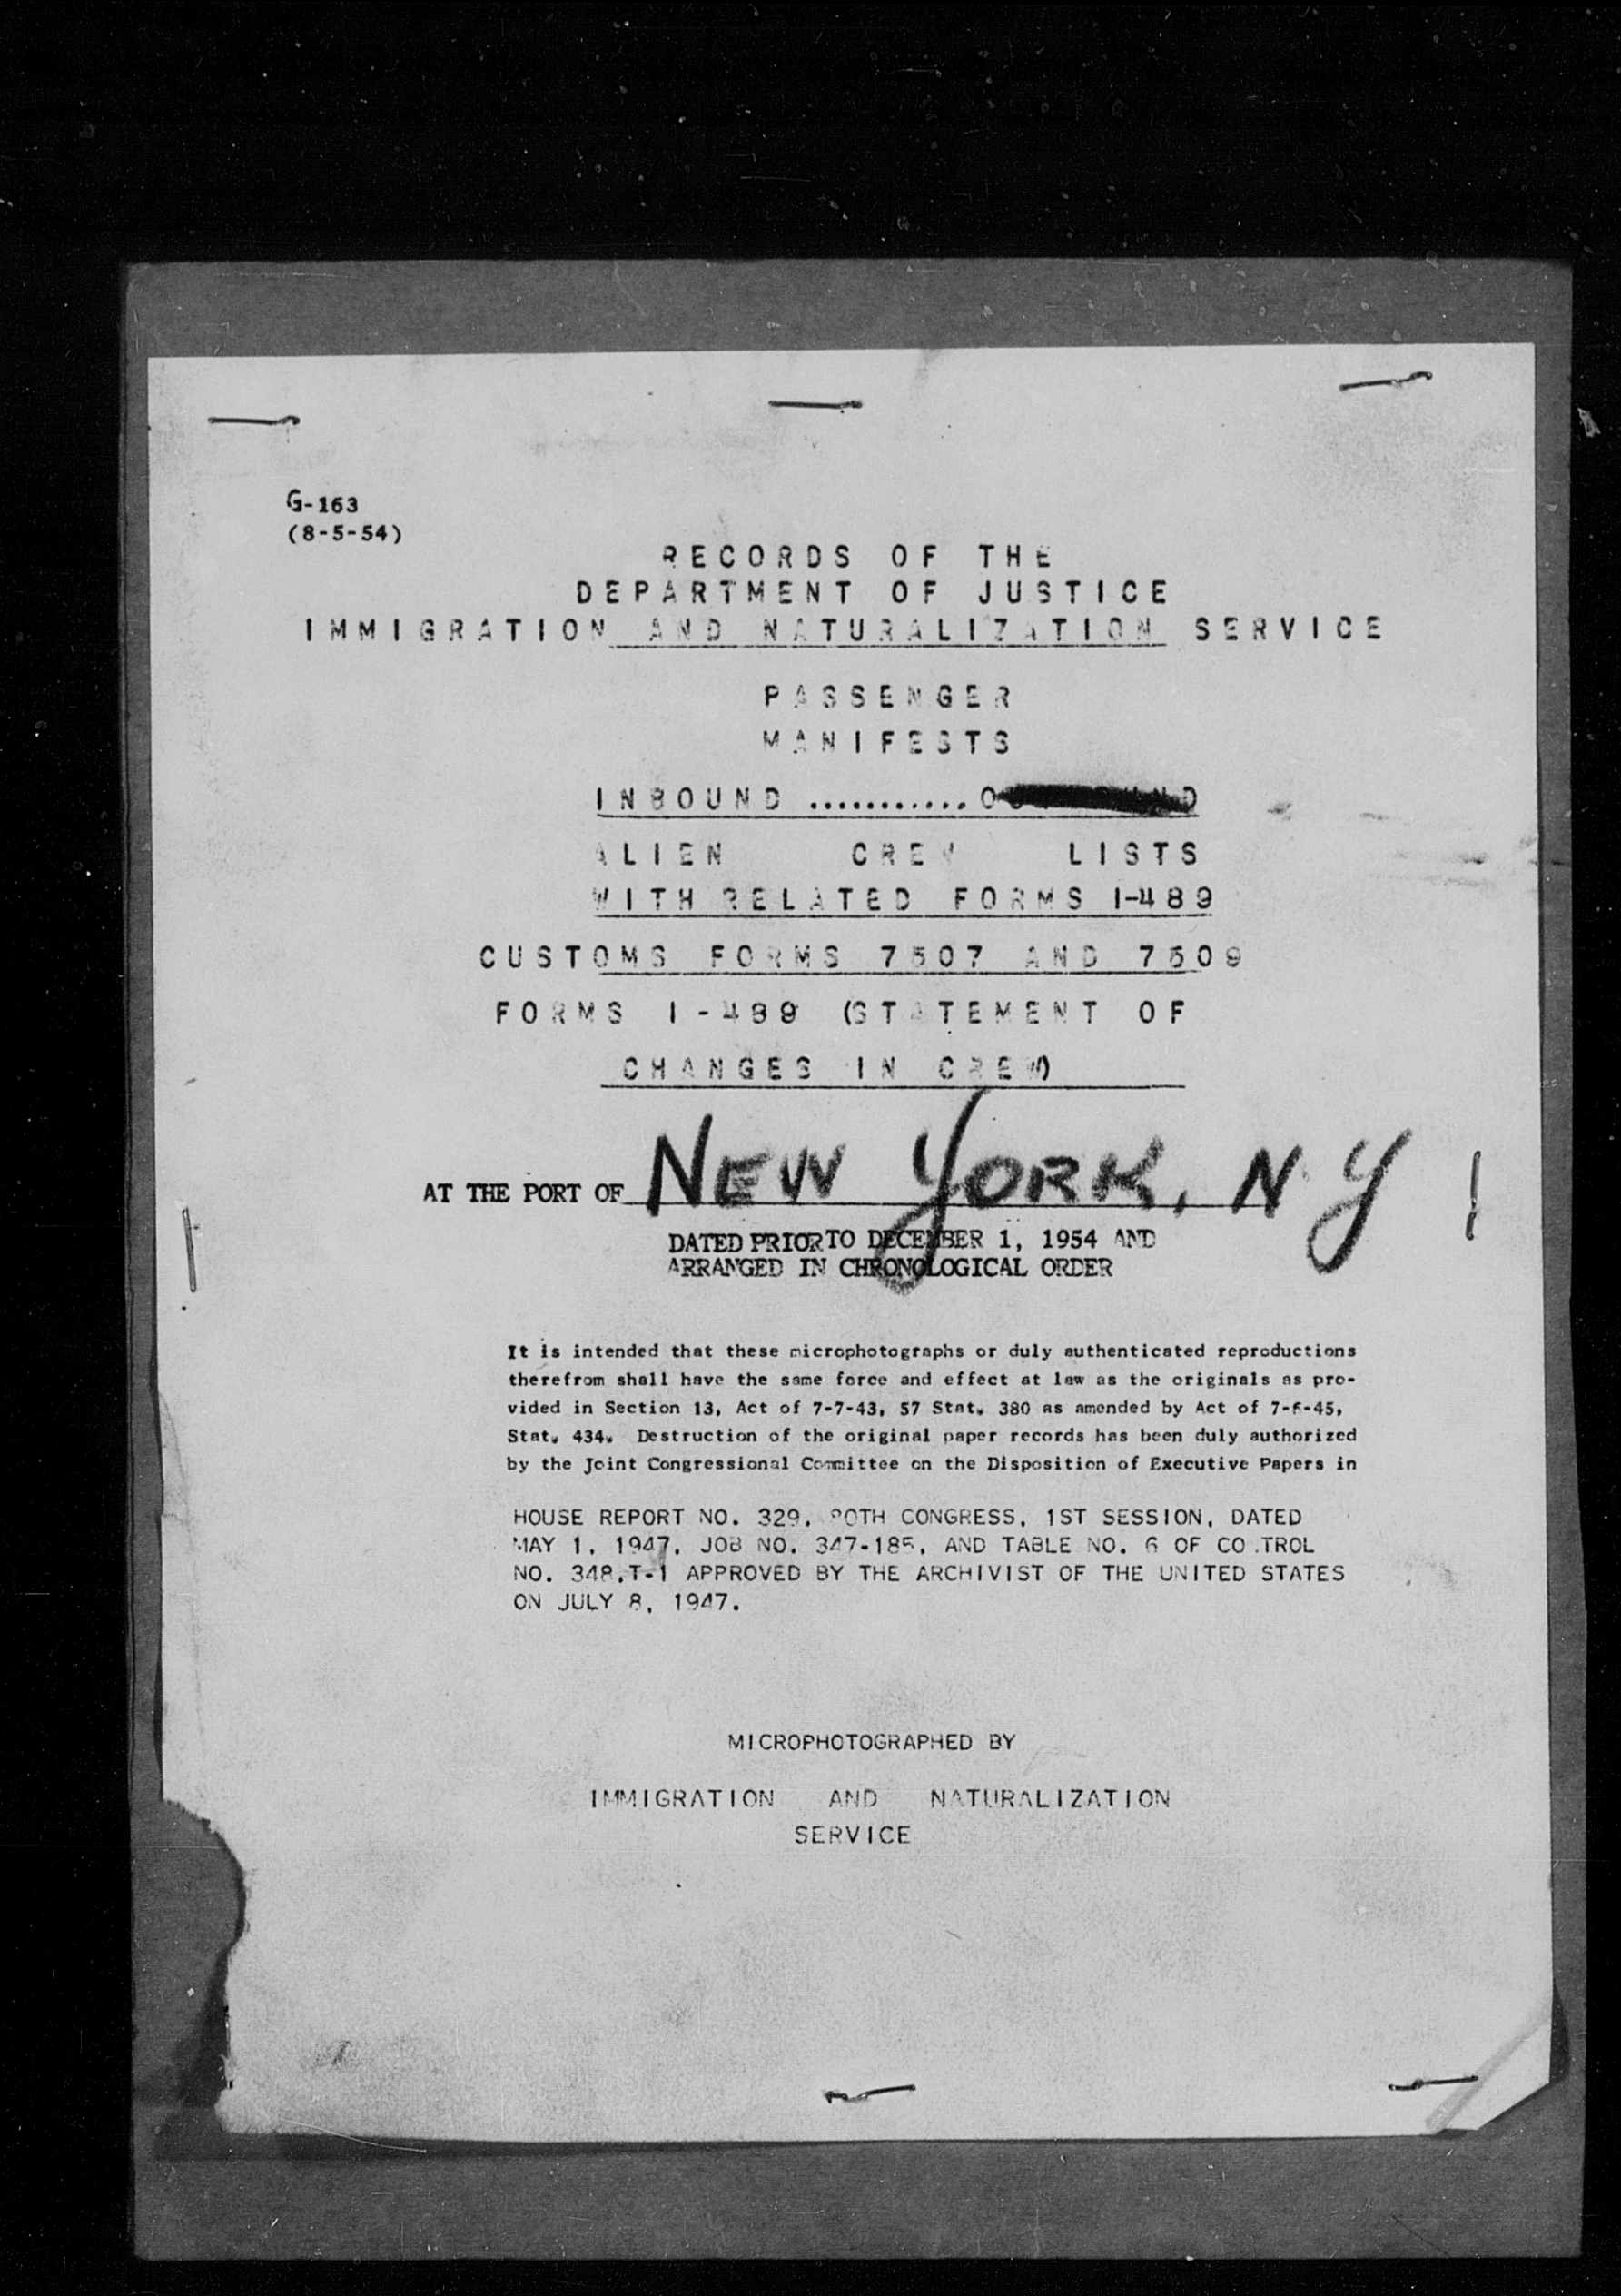 G-163
(8-5-54)
RECORDS OF THE
DEPARTMENT OF JUSTICE
IMMIGRATION AND NATURALIZATION SERVICE
PASSENGER
MANIFESTS
INBOUND ...........
ALIEN CREW LISTS
WITH RELATED FORMS I-489
CUSTOMS FORMS 7507 AND 7509
FORMS I-489 (STATEMENT OF
CHANGES IN CREW)
AT THE PORT OF NEW YORK, N.Y
DATED PRIOR TO DECEMBER 1, 1954 AND
ARRANGED IN CHRONOLOGICAL ORDER
It is intended that these microphotographs or duly authenticated reproductions
therefrom shall have the same force and effect at law as the originals as pro-
vided in Section 13, Act of 7-7-43, 57 Stat. 380 as amended by Act of 7-6-45,
Stat. 434. Destruction of the original paper records has been duly authorized
by the Joint Congressional Committee on the Disposition of Executive Papers in
HOUSE REPORT NO. 329, 80TH CONGRESS, 1ST SESSION, DATED
MAY 1, 1947, JOB NO. 347-185, AND TABLE NO. 6 OF CONTROL
NO. 348.T-1 APPROVED BY THE ARCHIVIST OF THE UNITED STATES
ON JULY 8, 1947.
MICROPHOTOGRAPHED BY
IMMIGRATION AND NATURALIZATION
SERVICE